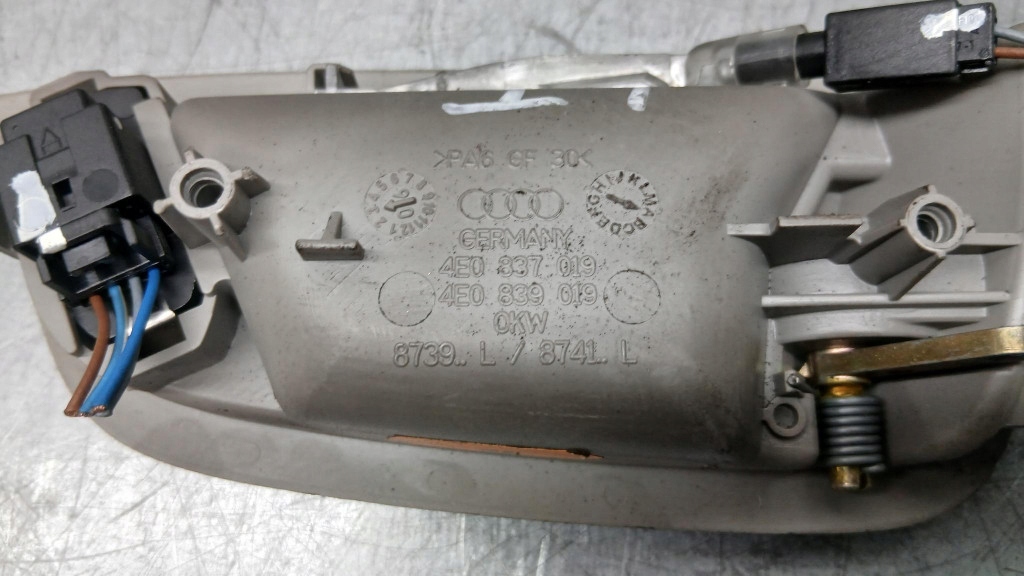 >PA6 GF 30<
GERMANY
4E0 837 019
4E0 839 019
OKW
8739.. L / 8741.. L